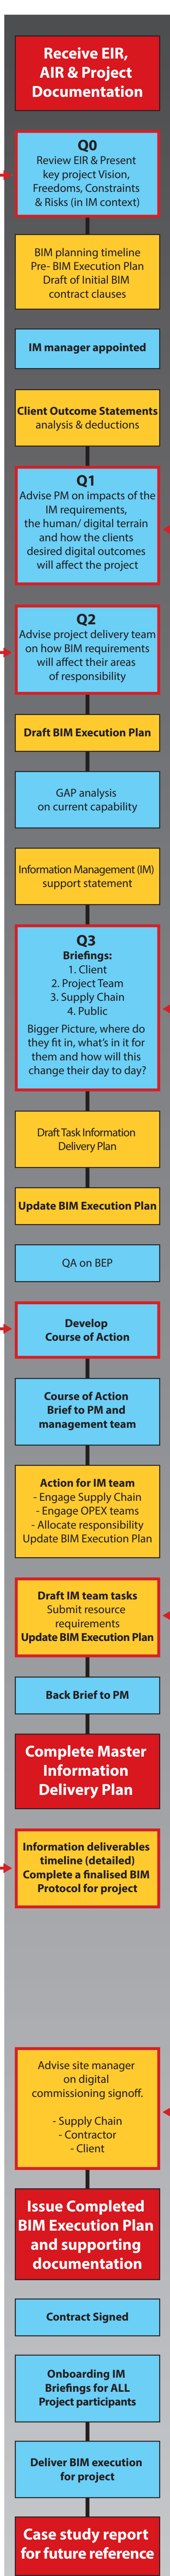 Receive EIR,
AIR & Project
Documentation
Q0
Review EIR & Present
key project Vision,
Freedoms, Constraints
& Risks (in IM context)
BIM planning timeline
Pre- BIM Execution Plan
Draft of Initial BIM
contract clauses
IM manager appointed
Client Outcome Statements
analysis & deductions
Q1
Advise PM on impacts of the
IM requirements,
the human/ digital terrain
and how the clients
desired digital outcomes
will affect the project
Q2
Advise project delivery team
on how BIM requirements
will affect their areas
of responsibility
Draft BIM Execution Plan
GAP analysis
on current capability
Information Management (IM)
support statement
Q3
Briefings:
1. Client
2. Project Team
3. Supply Chain
4. Public
Bigger Picture, where do
they fit in, what's in it for
them and how will this
change their day to day?
Draft Task Information
Delivery Plan
Update BIM Execution Plan
QA on BEP
Develop
Course of Action
Course of Action
Brief to PM and
management team
Action for IM team
- Engage Supply Chain
- Engage OPEX teams
- Allocate responsibility
Update BIM Execution Plan
Draft IM team tasks
Submit resource
requirements
Update BIM Execution Plan
Back Brief to PM
Complete Master
Information
Delivery Plan
Information deliverables
timeline (detailed)
Complete a finalised BIM
Protocol for project
Advise site manager
on digital
commissioning signoff.
- Supply Chain
- Contractor
- Client
Issue Completed
BIM Execution Plan
and supporting
documentation
Contract Signed
Onboarding IM
Briefings for ALL
Project participants
Deliver BIM execution
for project
Case study report
for future reference